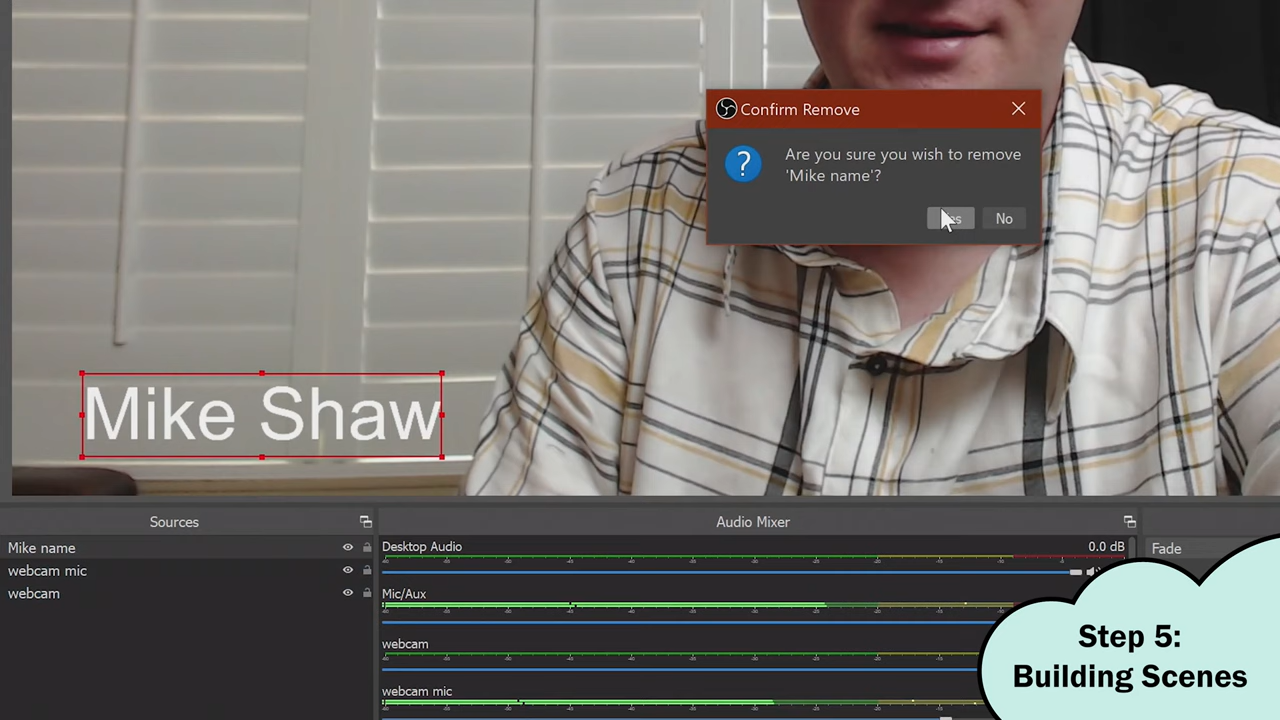 Confirm Remove
Are you sure you wish to remove
'Mike name'?
No
Mike Shaw
Sources
Audio Mixer
Mike name
webcam mic
webcam
Desktop Audio
0.0 dB
Fade
Mic/Aux
webcam
webcam mic
Step 5:
Building Scenes